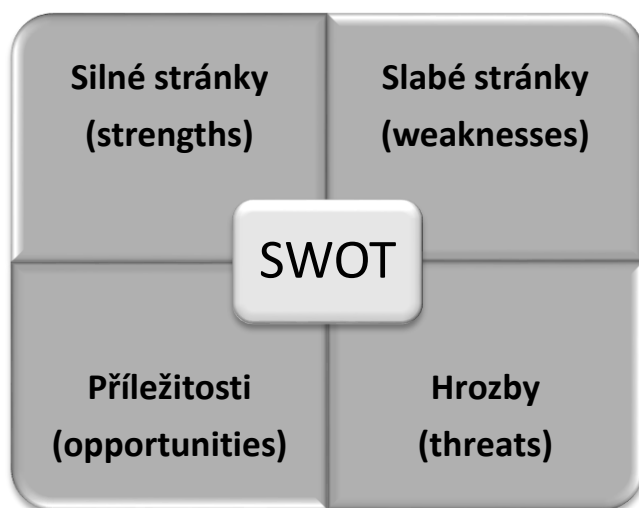 Silné stránky
(strengths)
Slabé stránky
(weaknesses)
SWOT
Příležitosti
(opportunities)
Hrozby
(threats)